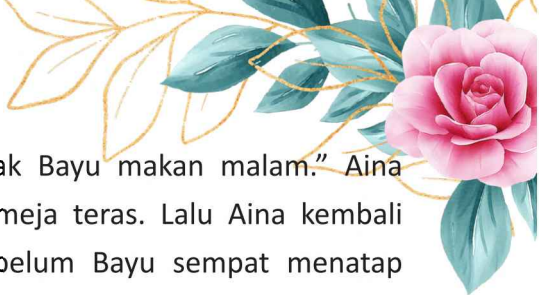 ak Bayu makan malam.” Aina
meja teras. Lalu Aina kembali
belum Bayu sempat menatap